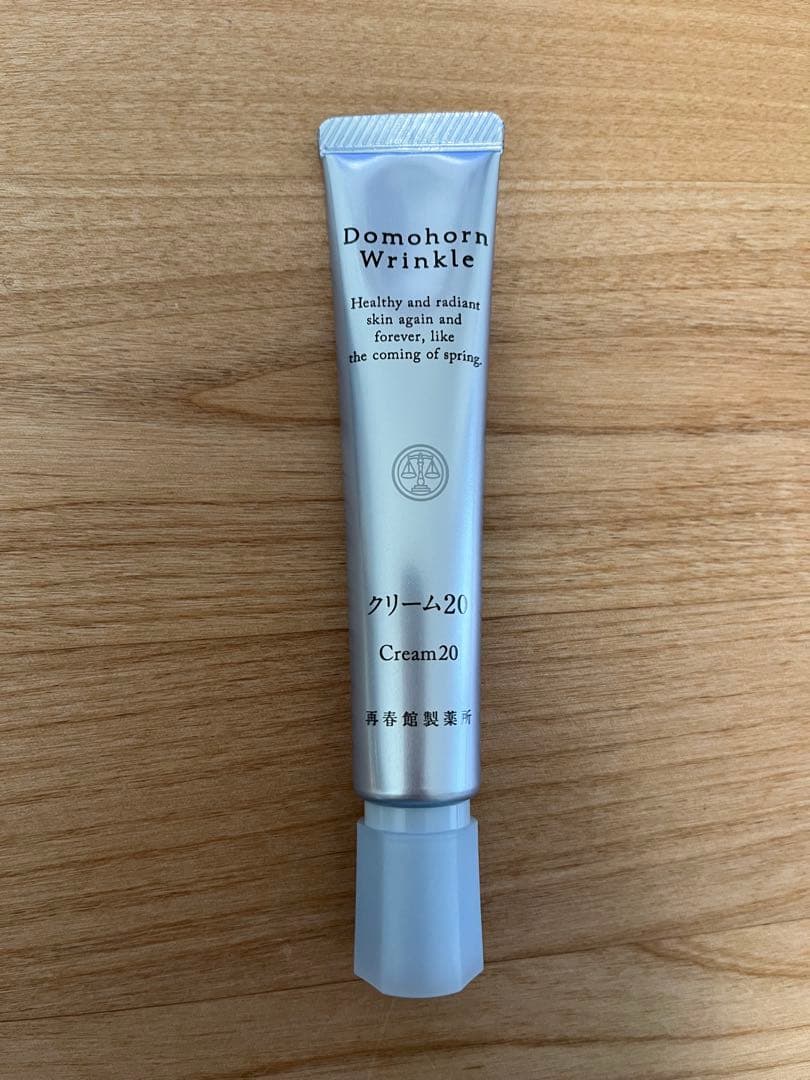 Domohorn
Wrinkle
Healthy and radiant
skin again and
forever, like
the coming of spring.
クリーム20
Cream20
再春館製薬所